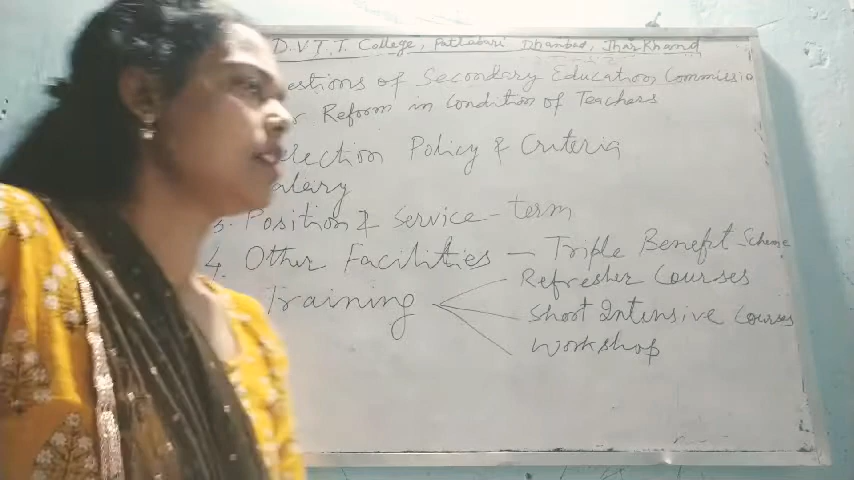 D.V.T.T. College, Patlabari Dhanbad, Jharkhand
estions of Secondary Education Commissio
r Reform in Condition of Teachers
election Policy & Criteria
alary
3. Position & Service-term
4. Other Facilities — Triple Benefit Scheme
Training
Refresher Courses
Short Intensive Courses
Workshop